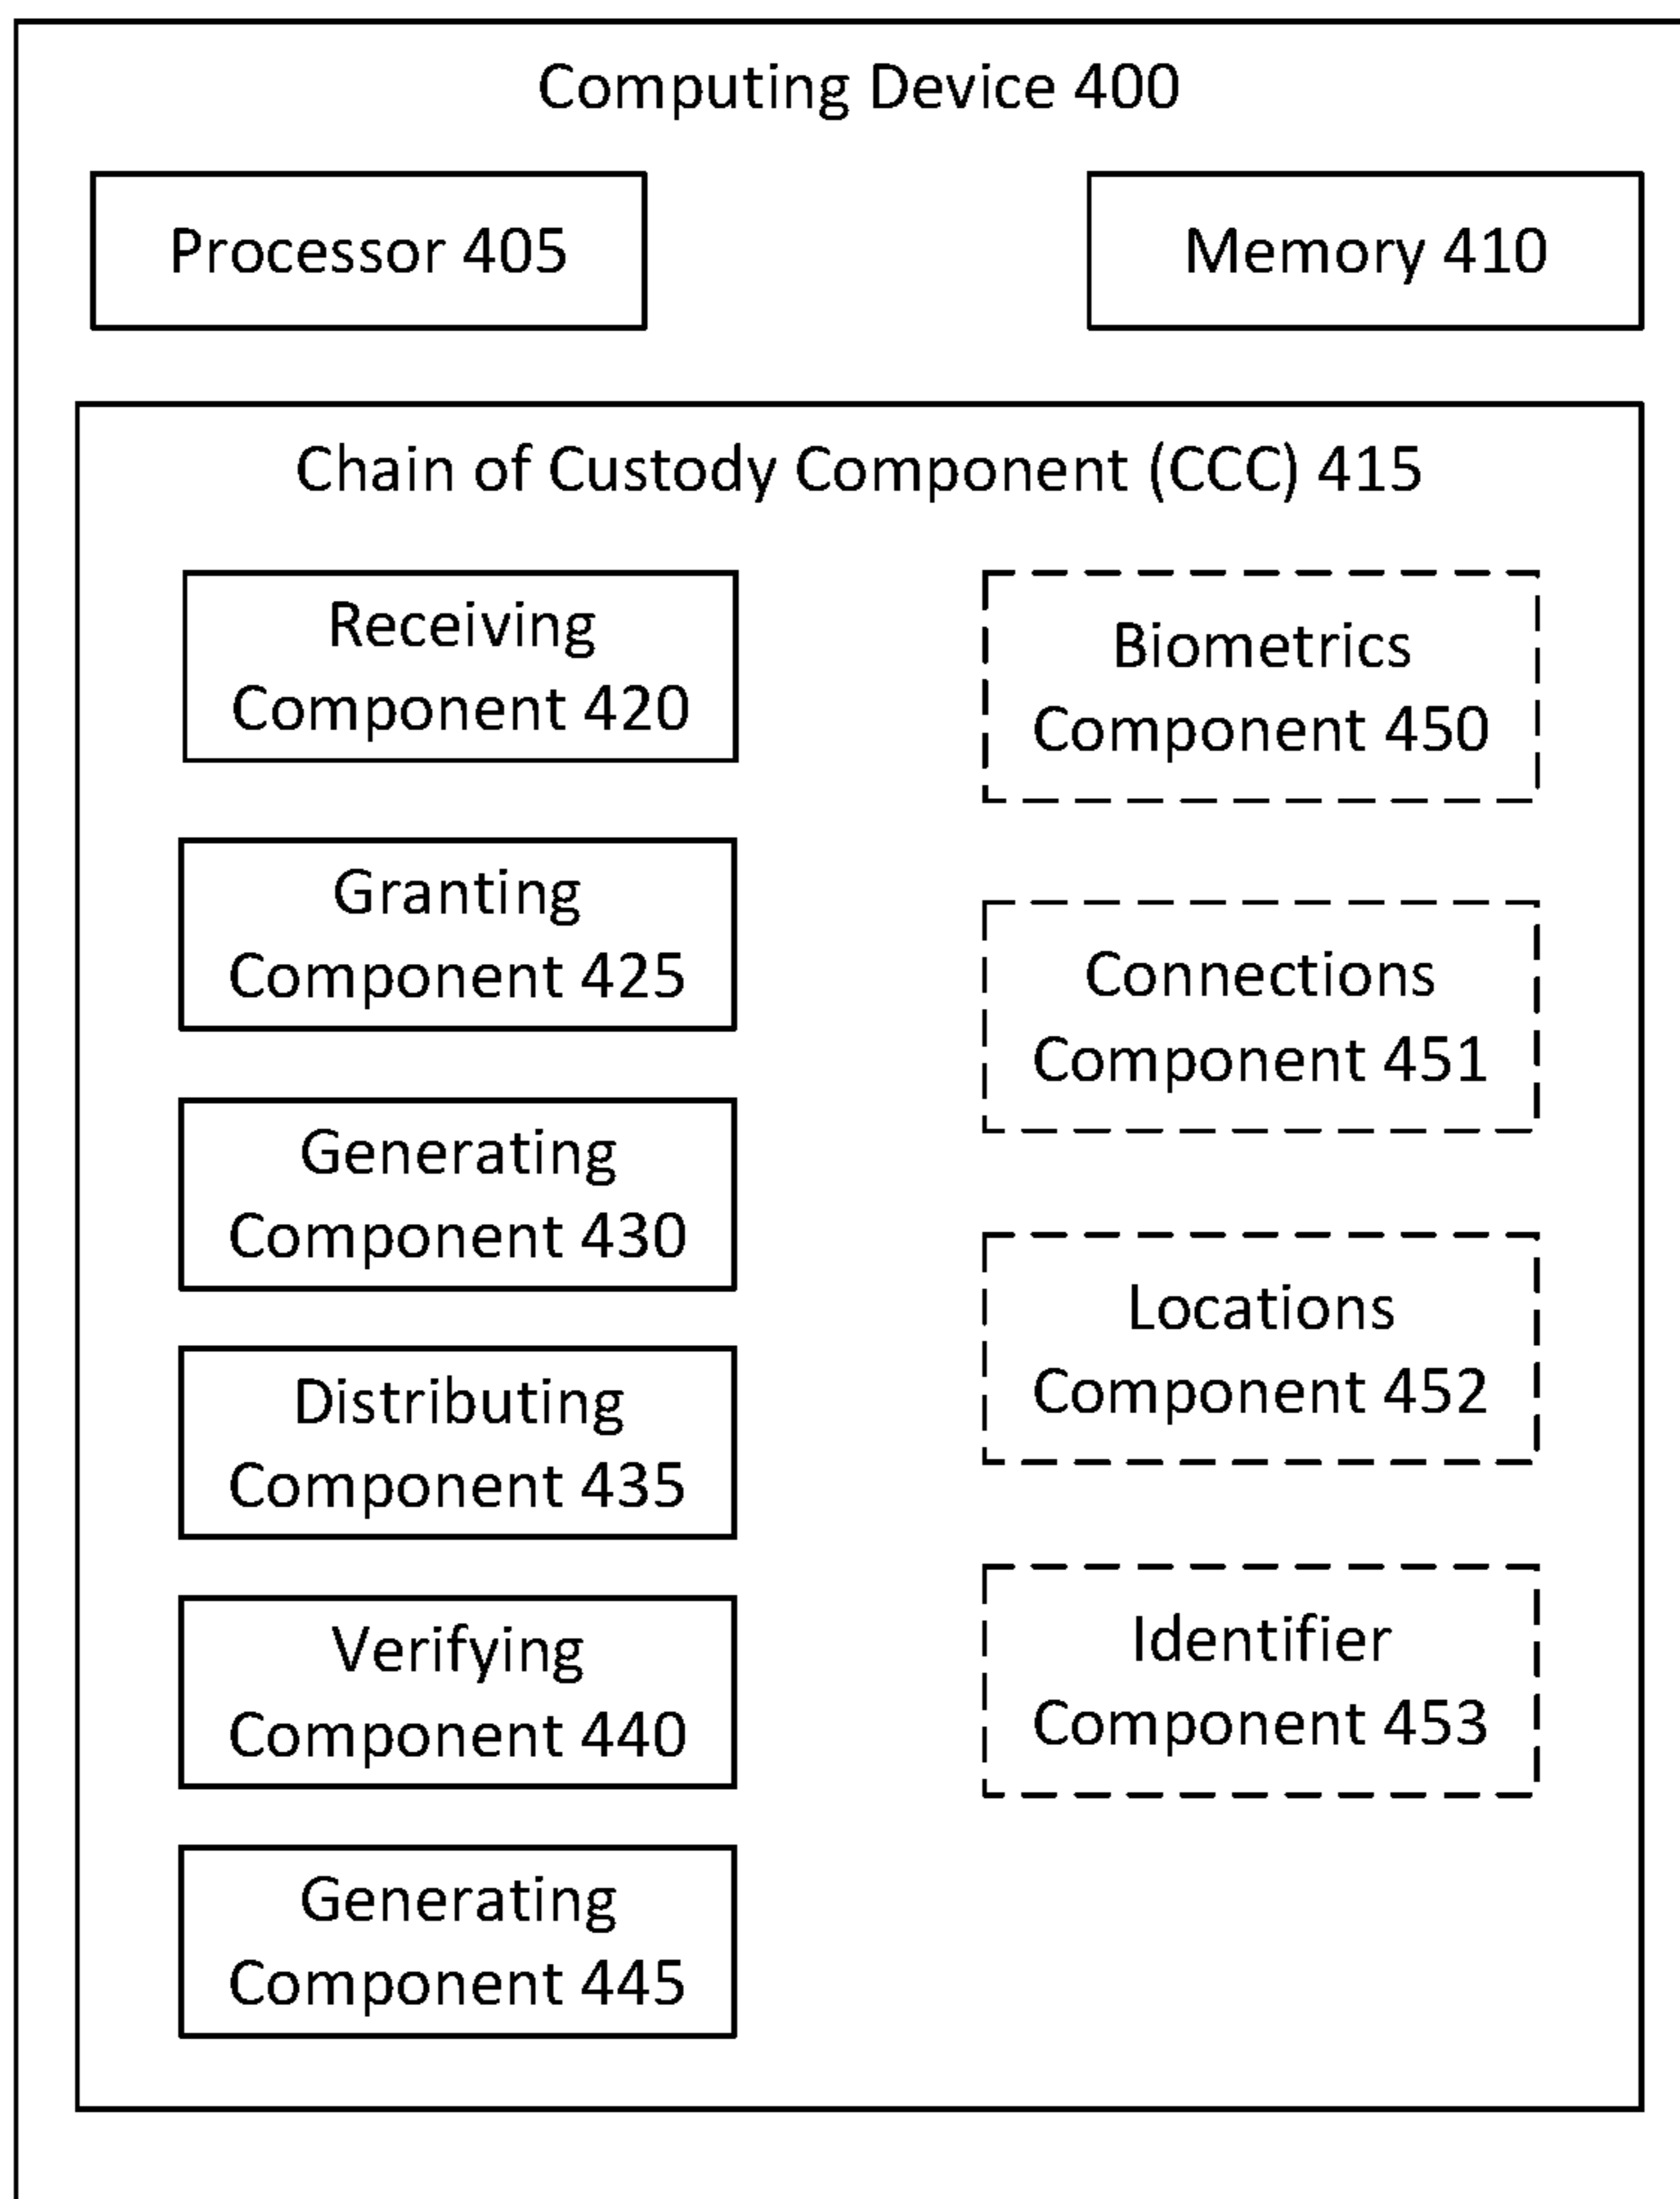 Computing Device 400
Processor 405
Memory 410
Chain of Custody Component (CCC) 415
Receiving
Component 420
Granting
Component 425
Generating
Component 430
Distributing
Component 435
Verifying
Component 440
Generating
Component 445
Biometrics
Component 450
Connections
Component 451
Locations
Component 452
Identifier
Component 453